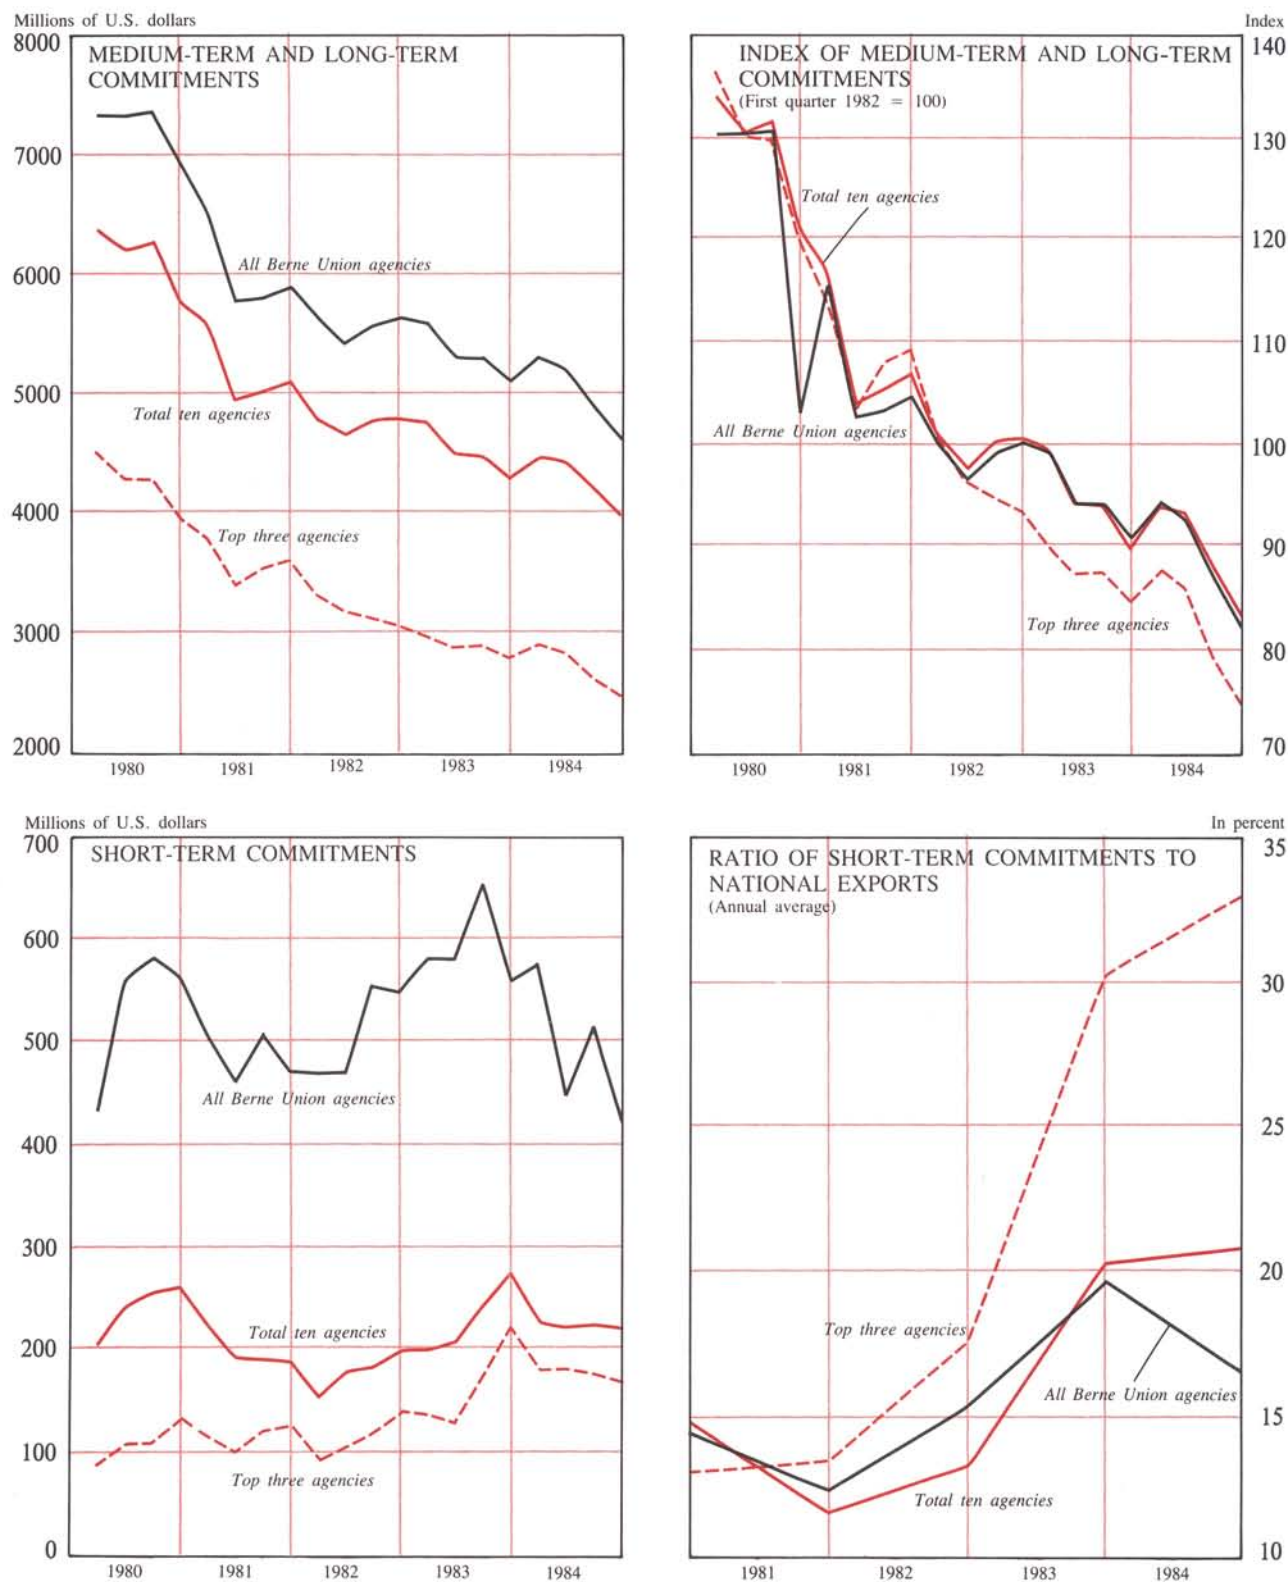 Millions of U.S. dollars
8000
MEDIUM-TERM AND LONG-TERM
COMMITMENTS
7000
6000
All Berne Union agencies
5000
Total ten agencies
4000
Top three agencies
3000
2000
1980 1981 1982 1983 1984
Index
140
INDEX OF MEDIUM-TERM AND LONG-TERM
COMMITMENTS
(First quarter 1982 = 100)
130
Total ten agencies
120
110
All Berne Union agencies
100
90
Top three agencies
80
70
1980 1981 1982 1983 1984
Millions of U.S. dollars
700
SHORT-TERM COMMITMENTS
600
500
All Berne Union agencies
400
300
Total ten agencies
200
100
Top three agencies
0
1980 1981 1982 1983 1984
In percent
35
RATIO OF SHORT-TERM COMMITMENTS TO
NATIONAL EXPORTS
(Annual average)
30
25
20
Top three agencies
All Berne Union agencies
15
Total ten agencies
10
1981 1982 1983 1984